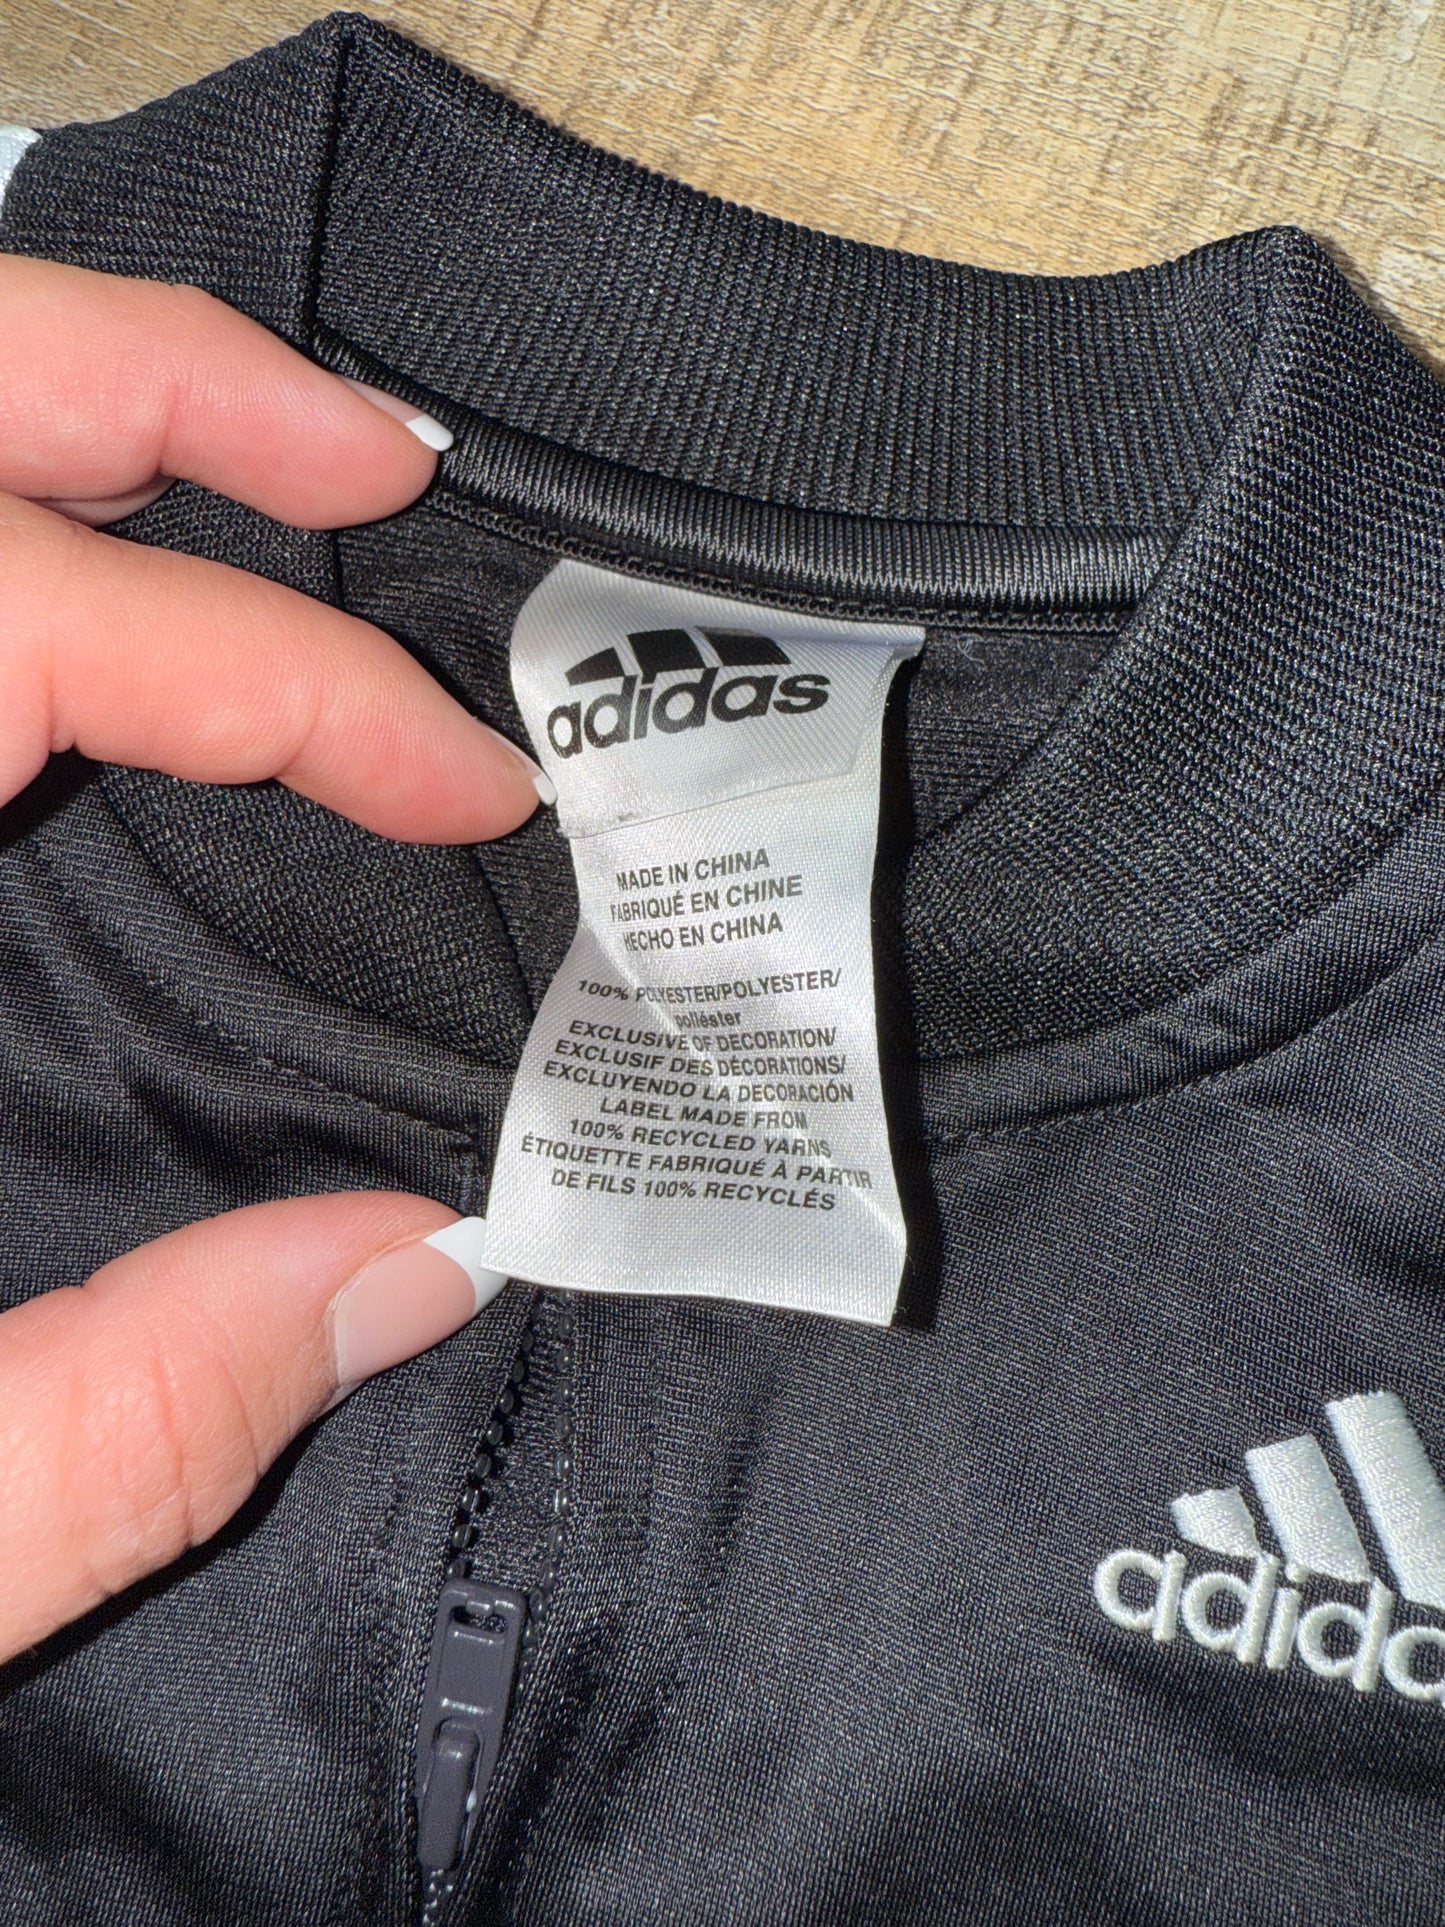 adidas
MADE IN CHINA
FABRIQUÉ EN CHINE
HECHO EN CHINA
100% POLYESTER/POLYESTER/
poliéster
EXCLUSIVE OF DECORATION/
EXCLUSIF DES DÉCORATIONS/
EXCLUYENDO LA DECORACIÓN
LABEL MADE FROM
100% RECYCLED YARNS
ÉTIQUETTE FABRIQUÉ À PARTIR
DE FILS 100% RECYCLÉS
adida